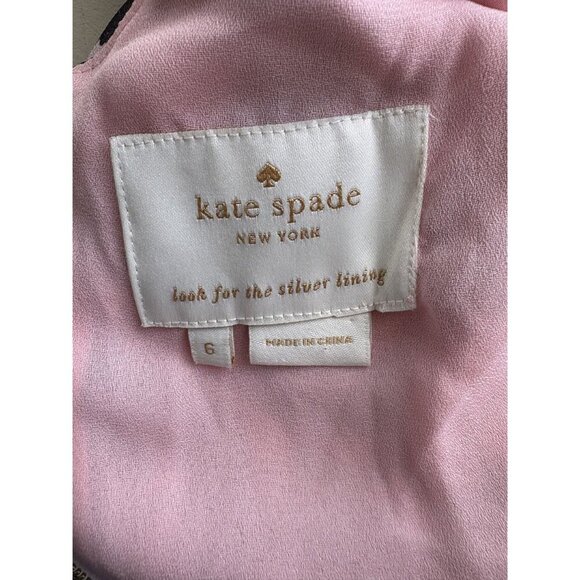 kate spade
NEW YORK
look for the silver lining
6
MADE IN CHINA